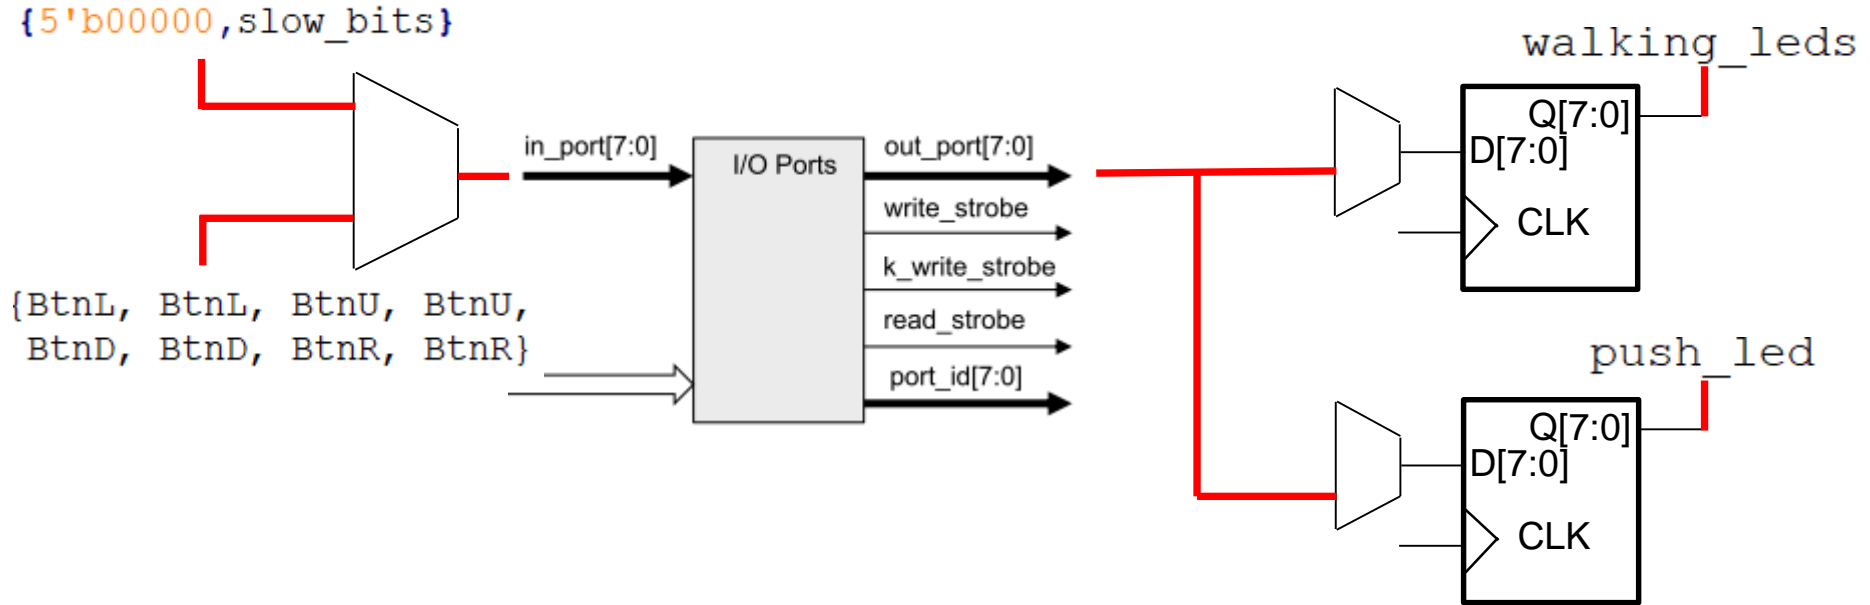 {5'b00000,slow_bits}
walking_leds
in_port[7:0]
I/O Ports
out_port[7:0]
write_strobe
k_write_strobe
read_strobe
port_id[7:0]
{BtnL, BtnL, BtnU, BtnU,
BtnD, BtnD, BtnR, BtnR}
Q[7:0]
D[7:0]
CLK
push_led
Q[7:0]
D[7:0]
CLK